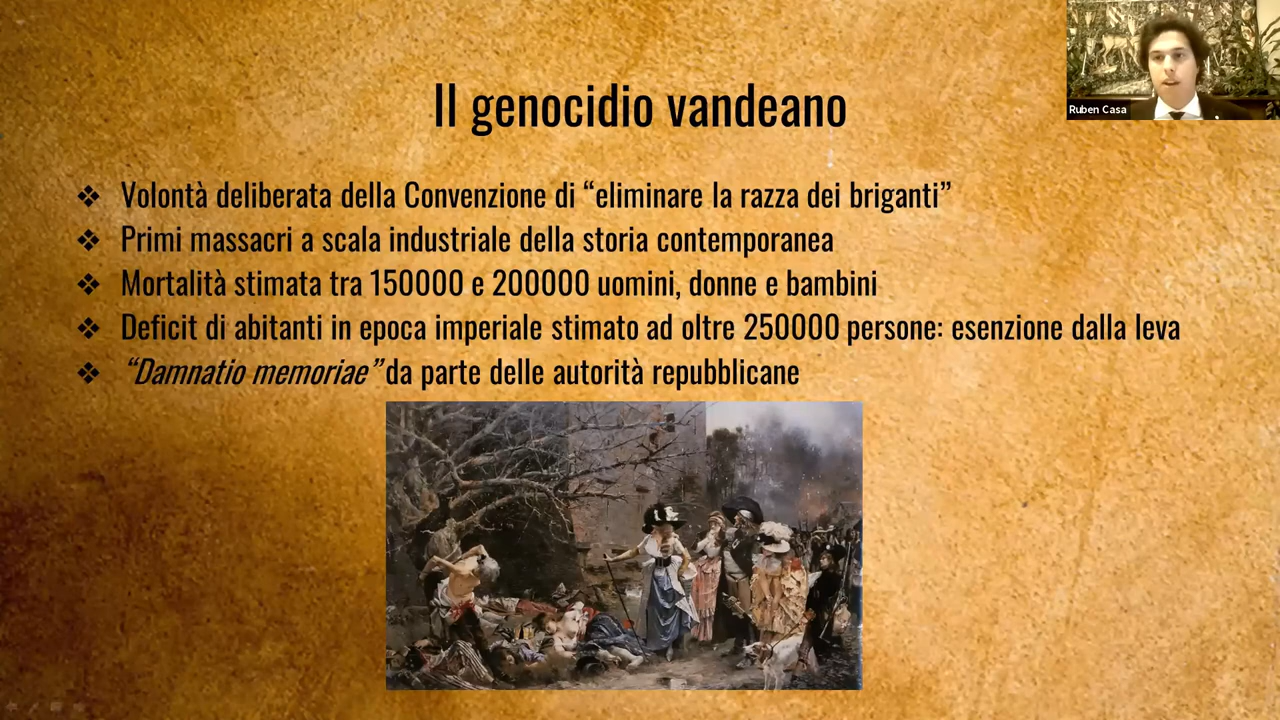 Il genocidio vandeano
Ruben Casa
❖ Volontà deliberata della Convenzione di “eliminare la razza dei briganti”
❖ Primi massacri a scala industriale della storia contemporanea
❖ Mortalità stimata tra 150000 e 200000 uomini, donne e bambini
❖ Deficit di abitanti in epoca imperiale stimato ad oltre 250000 persone: esenzione dalla leva
❖ “Damnatio memoriae” da parte delle autorità repubblicane